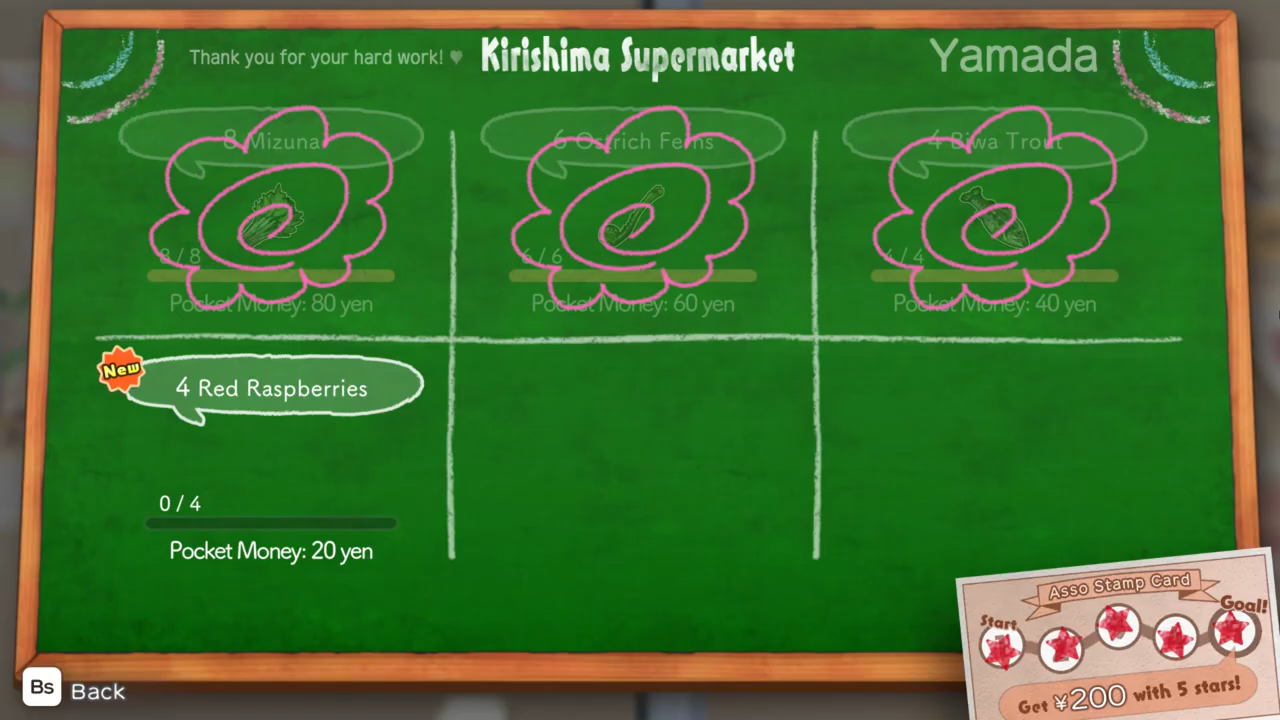 Thank you for your hard work! ♥
Kirishima Supermarket
Yamada
8 Mizuna
8 / 8
Pocket Money: 80 yen
6 Ostrich Ferns
6 / 6
Pocket Money: 60 yen
4 Biwa Trout
4 / 4
Pocket Money: 40 yen
New
4 Red Raspberries
0 / 4
Pocket Money: 20 yen
Asso Stamp Card
Start
Goal!
Get ¥200 with 5 stars!
Bs Back